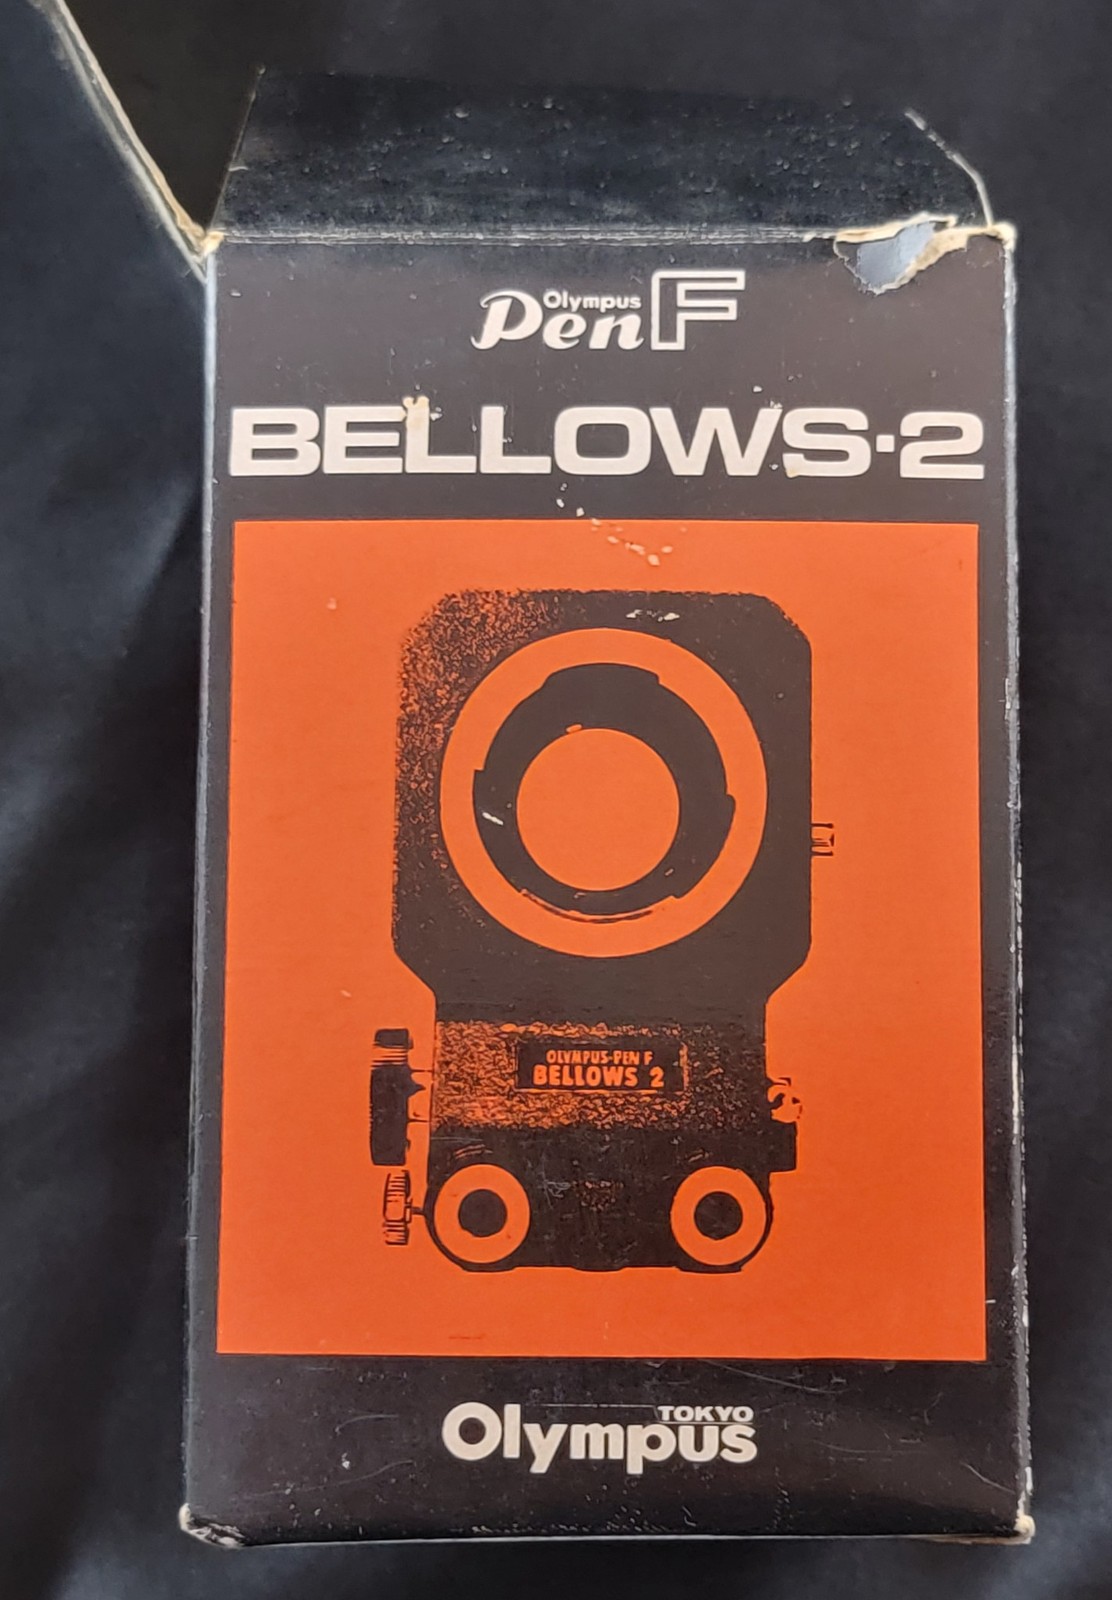 Olympus
Pen F
BELLOWS·2
OLYMPUS-PEN F
BELLOWS 2
TOKYO
Olympus